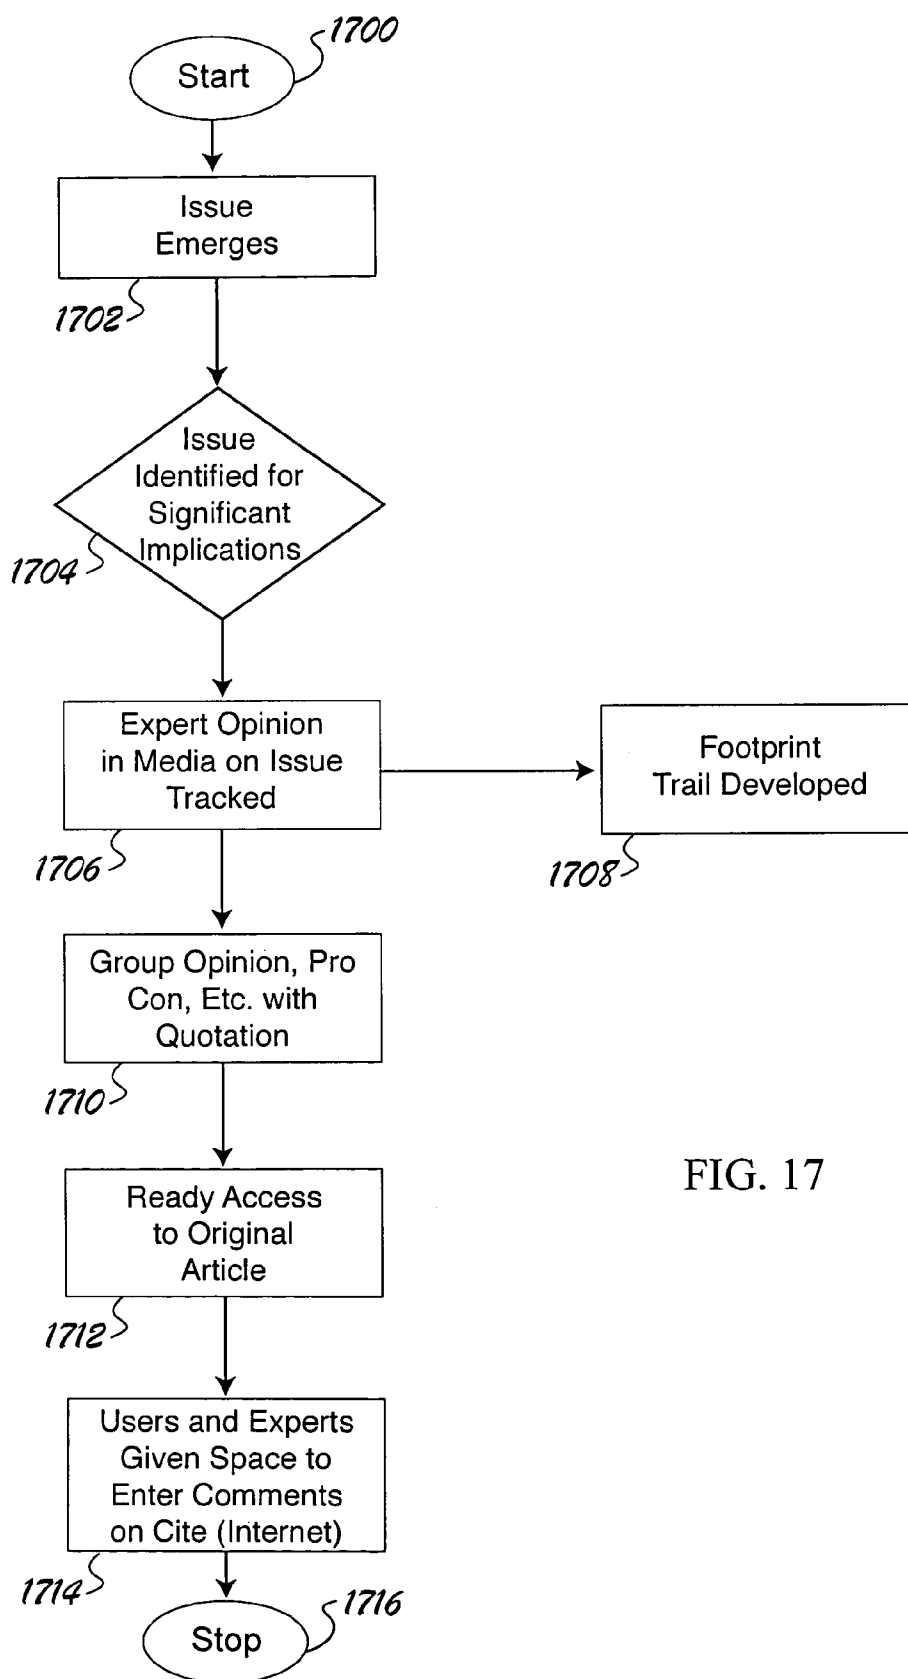 1700
Start
Issue
Emerges
1702
Issue
Identified for
Significant
Implications
1704
Expert Opinion
in Media on Issue
Tracked
1706
Footprint
Trail Developed
1708
Group Opinion, Pro
Con, Etc. with
Quotation
1710
Ready Access
to Original
Article
1712
FIG. 17
Users and Experts
Given Space to
Enter Comments
on Cite (Internet)
1714
Stop
1716